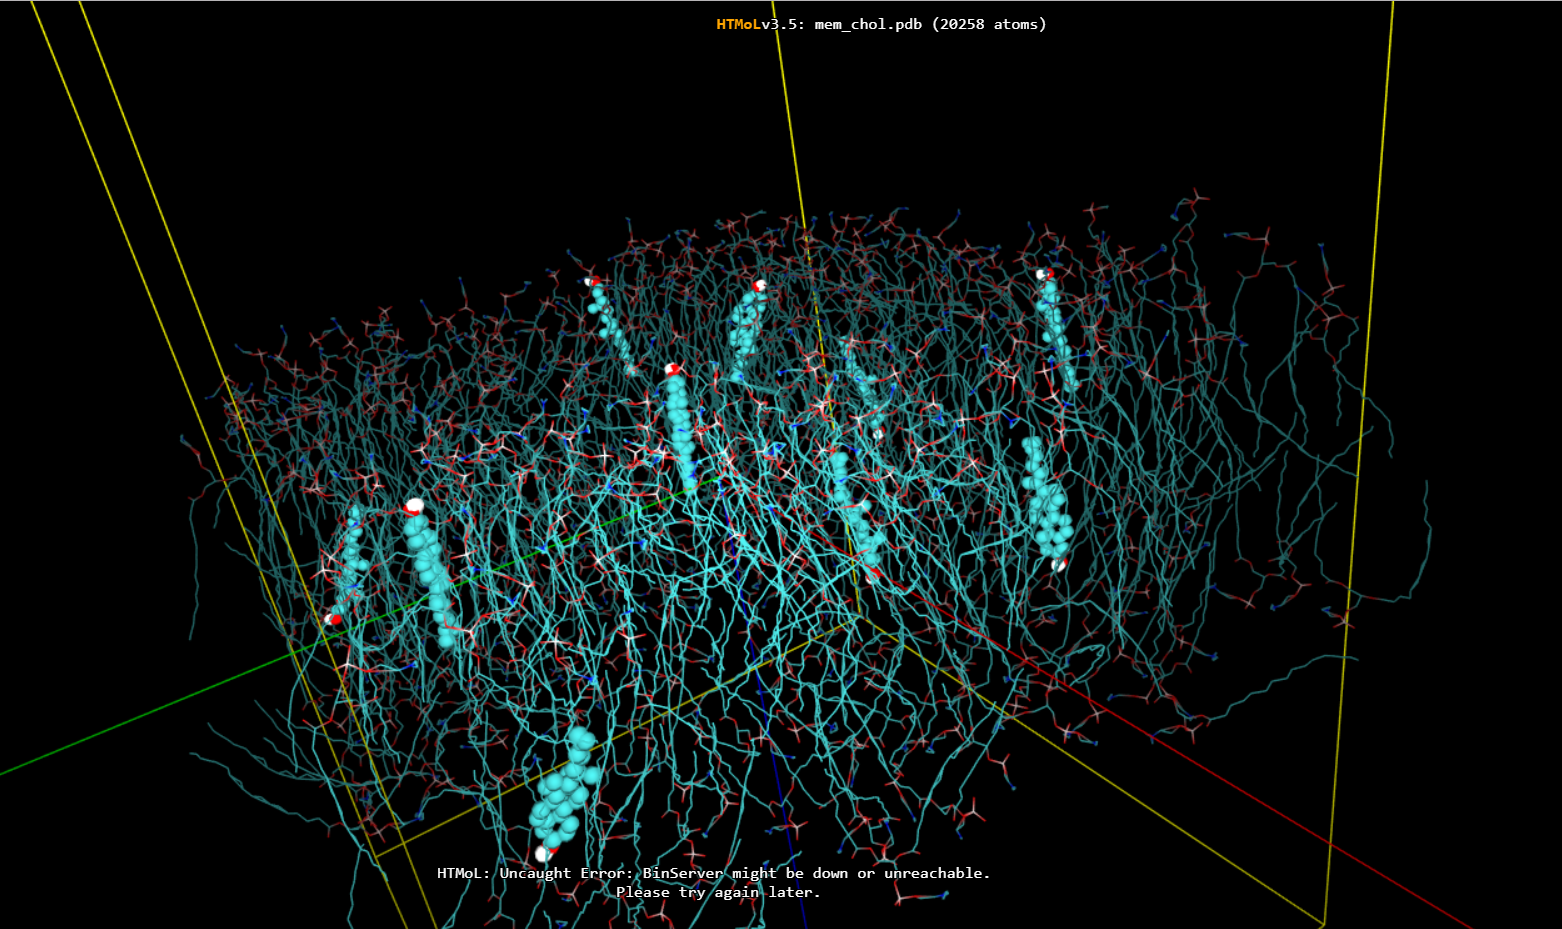 HTMoLv3.5: mem_chol.pdb (20258 atoms)
HTMoL: Uncaught Error: BinServer might be down or unreachable.
Please try again later.